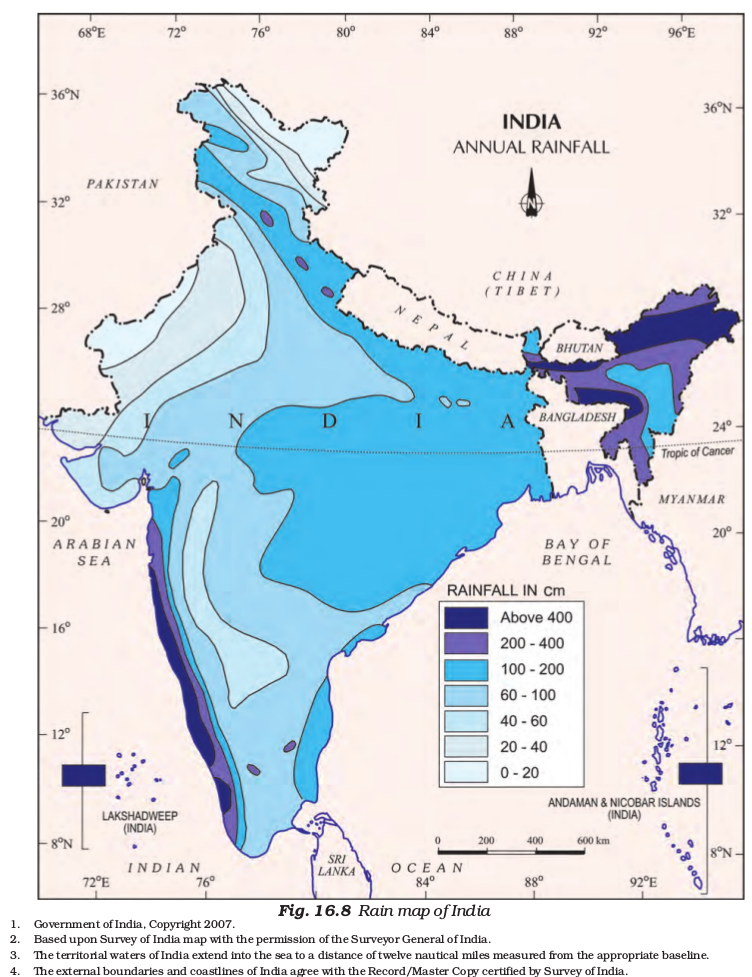 68°E 72° 76° 80° 84° 88° 92° 96°E
36°N 36°N
INDIA
ANNUAL RAINFALL
N
PAKISTAN
32° 32°
CHINA
(TIBET)
28°
NEPAL
BHUTAN
I N D I A
BANGLADESH
24° 24°
Tropic of Cancer
MYANMAR
20° 20°
ARABIAN
SEA
BAY OF
BENGAL
RAINFALL IN cm
Above 400
200 - 400
100 - 200
60 - 100
40 - 60
20 - 40
0 - 20
16° 16°
12° 12°
LAKSHADWEEP
(INDIA)
ANDAMAN & NICOBAR ISLANDS
(INDIA)
0 200 400 600 km
8°N 8°N
INDIAN OCEAN
SRI
LANKA
72°E 76° 84° 88° 92°E
Fig. 16.8 Rain map of India
1. Government of India, Copyright 2007.
2. Based upon Survey of India map with the permission of the Surveyor General of India.
3. The territorial waters of India extend into the sea to a distance of twelve nautical miles measured from the appropriate baseline.
4. The external boundaries and coastlines of India agree with the Record/Master Copy certified by Survey of India.